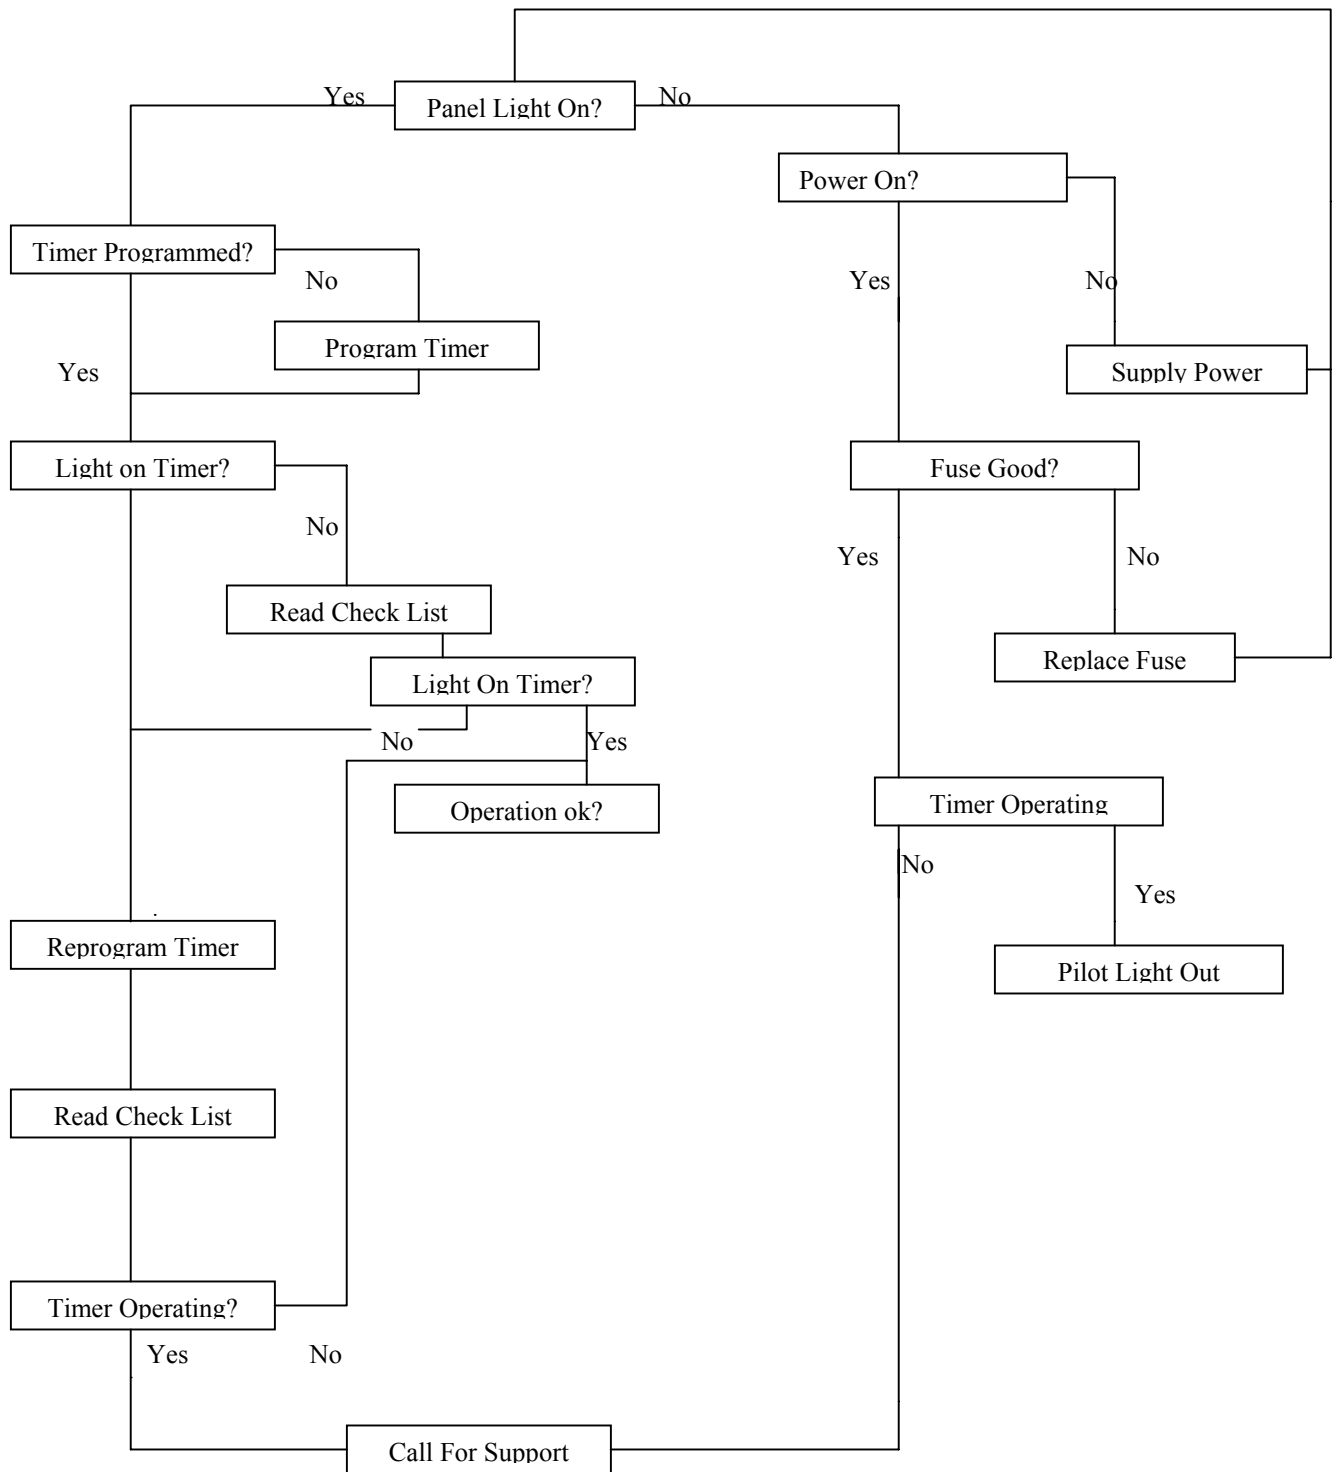 Yes
Panel Light On?
No
Power On?
Timer Programmed?
No
Yes
No
Program Timer
Yes
Supply Power
Light on Timer?
Fuse Good?
No
Yes
No
Read Check List
Replace Fuse
Light On Timer?
No
Yes
Operation ok?
Timer Operating
No
Yes
Reprogram Timer
Pilot Light Out
Read Check List
Timer Operating?
Yes
No
Call For Support